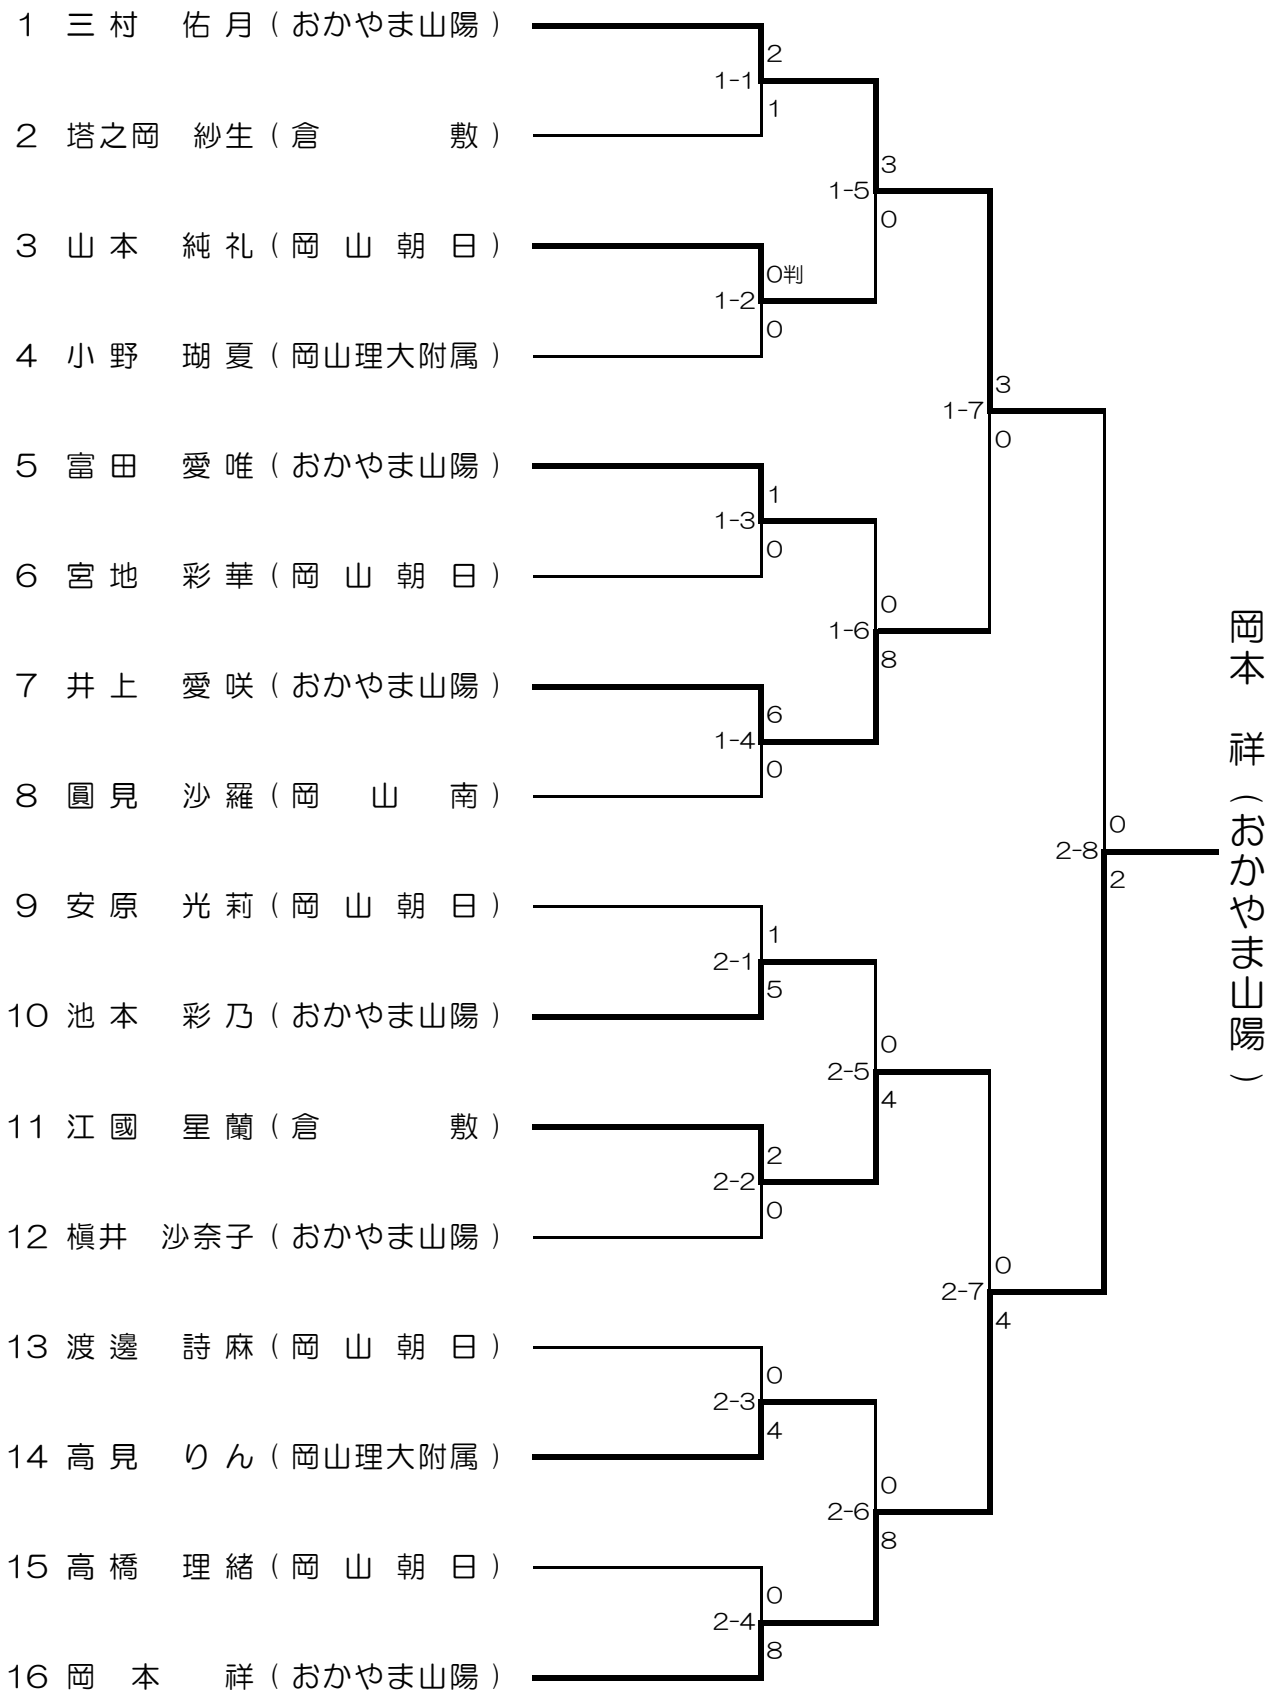 1 三村 佑月(おかやま山陽)
2
1-1
1
2 塔之岡 紗生(倉 敷)
3
1-5
0
3 山本 純礼(岡山朝日)
0判
1-2
0
4 小野 瑚夏(岡山理大附属)
3
1-7
0
5 富田 愛唯(おかやま山陽)
1
1-3
0
6 宮地 彩華(岡山朝日)
0
1-6
8
7 井上 愛咲(おかやま山陽)
6
1-4
0
8 圓見 沙羅(岡山南)
0
2-8
2
岡本 祥(おかやま山陽)
9 安原 光莉(岡山朝日)
1
2-1
5
10 池本 彩乃(おかやま山陽)
0
2-5
4
11 江國 星蘭(倉 敷)
2
2-2
0
12 槇井 沙奈子(おかやま山陽)
0
2-7
4
13 渡邊 詩麻(岡山朝日)
0
2-3
4
14 高見 りん(岡山理大附属)
0
2-6
8
15 高橋 理緒(岡山朝日)
0
2-4
8
16 岡本 祥(おかやま山陽)